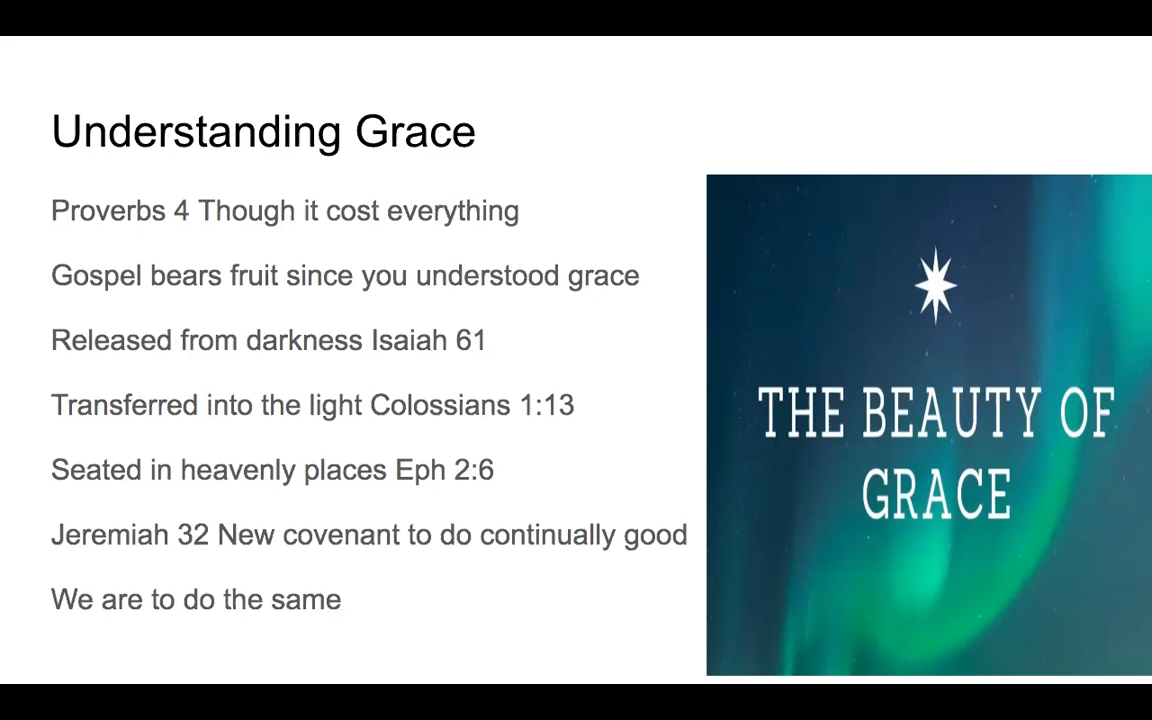 Understanding Grace
Proverbs 4 Though it cost everything
Gospel bears fruit since you understood grace
Released from darkness Isaiah 61
Transferred into the light Colossians 1:13
Seated in heavenly places Eph 2:6
Jeremiah 32 New covenant to do continually good
We are to do the same
THE BEAUTY OF
GRACE